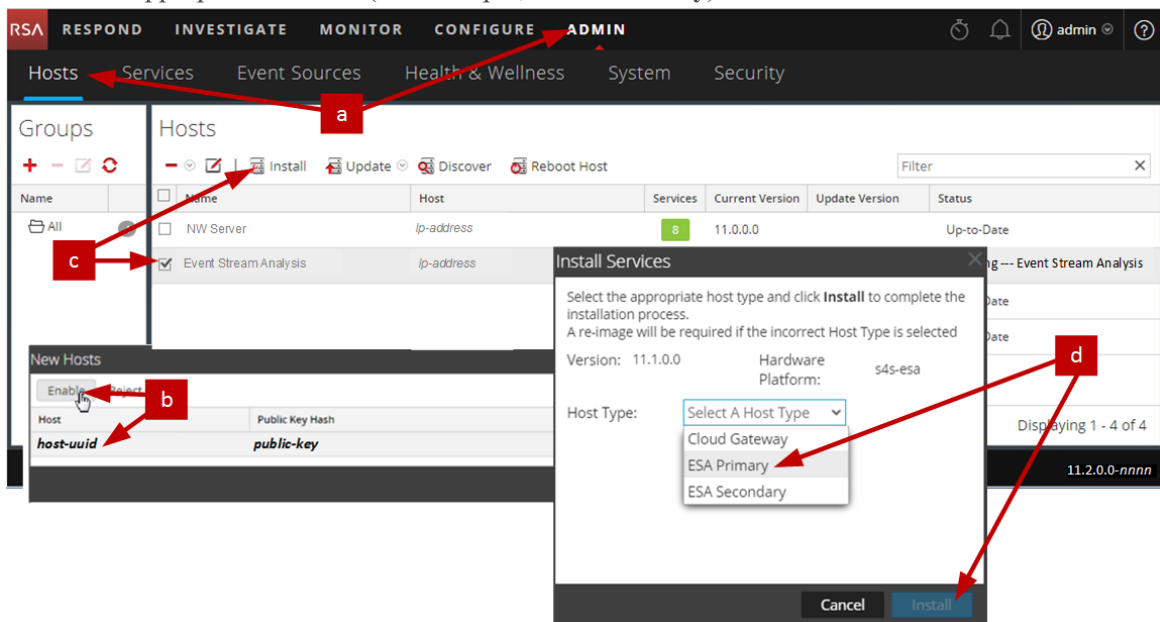 RSA RESPOND INVESTIGATE MONITOR CONFIGURE ADMIN admin
Hosts Services Event Sources Health & Wellness System Security
a
Groups Hosts
Install Update Discover Reboot Host Filter
Name Name Host Services Current Version Update Version Status
All NW Server Ip-address 8 11.0.0.0 Up-to-Date
c
Event Stream Analysis Ip-address ng --- Event Stream Analysis
Install Services
Select the appropriate host type and click Install to complete the
installation process.
A re-image will be required if the incorrect Host Type is selected
Date
Date
Version: 11.1.0.0 Hardware Platform: s4s-esa
d
New Hosts
Enable Reject
b
Host Public Key Hash
host-uuid public-key
Host Type: Select A Host Type
Cloud Gateway
ESA Primary
ESA Secondary
Displaying 1 - 4 of 4
11.2.0.0-nnnn
Cancel Install